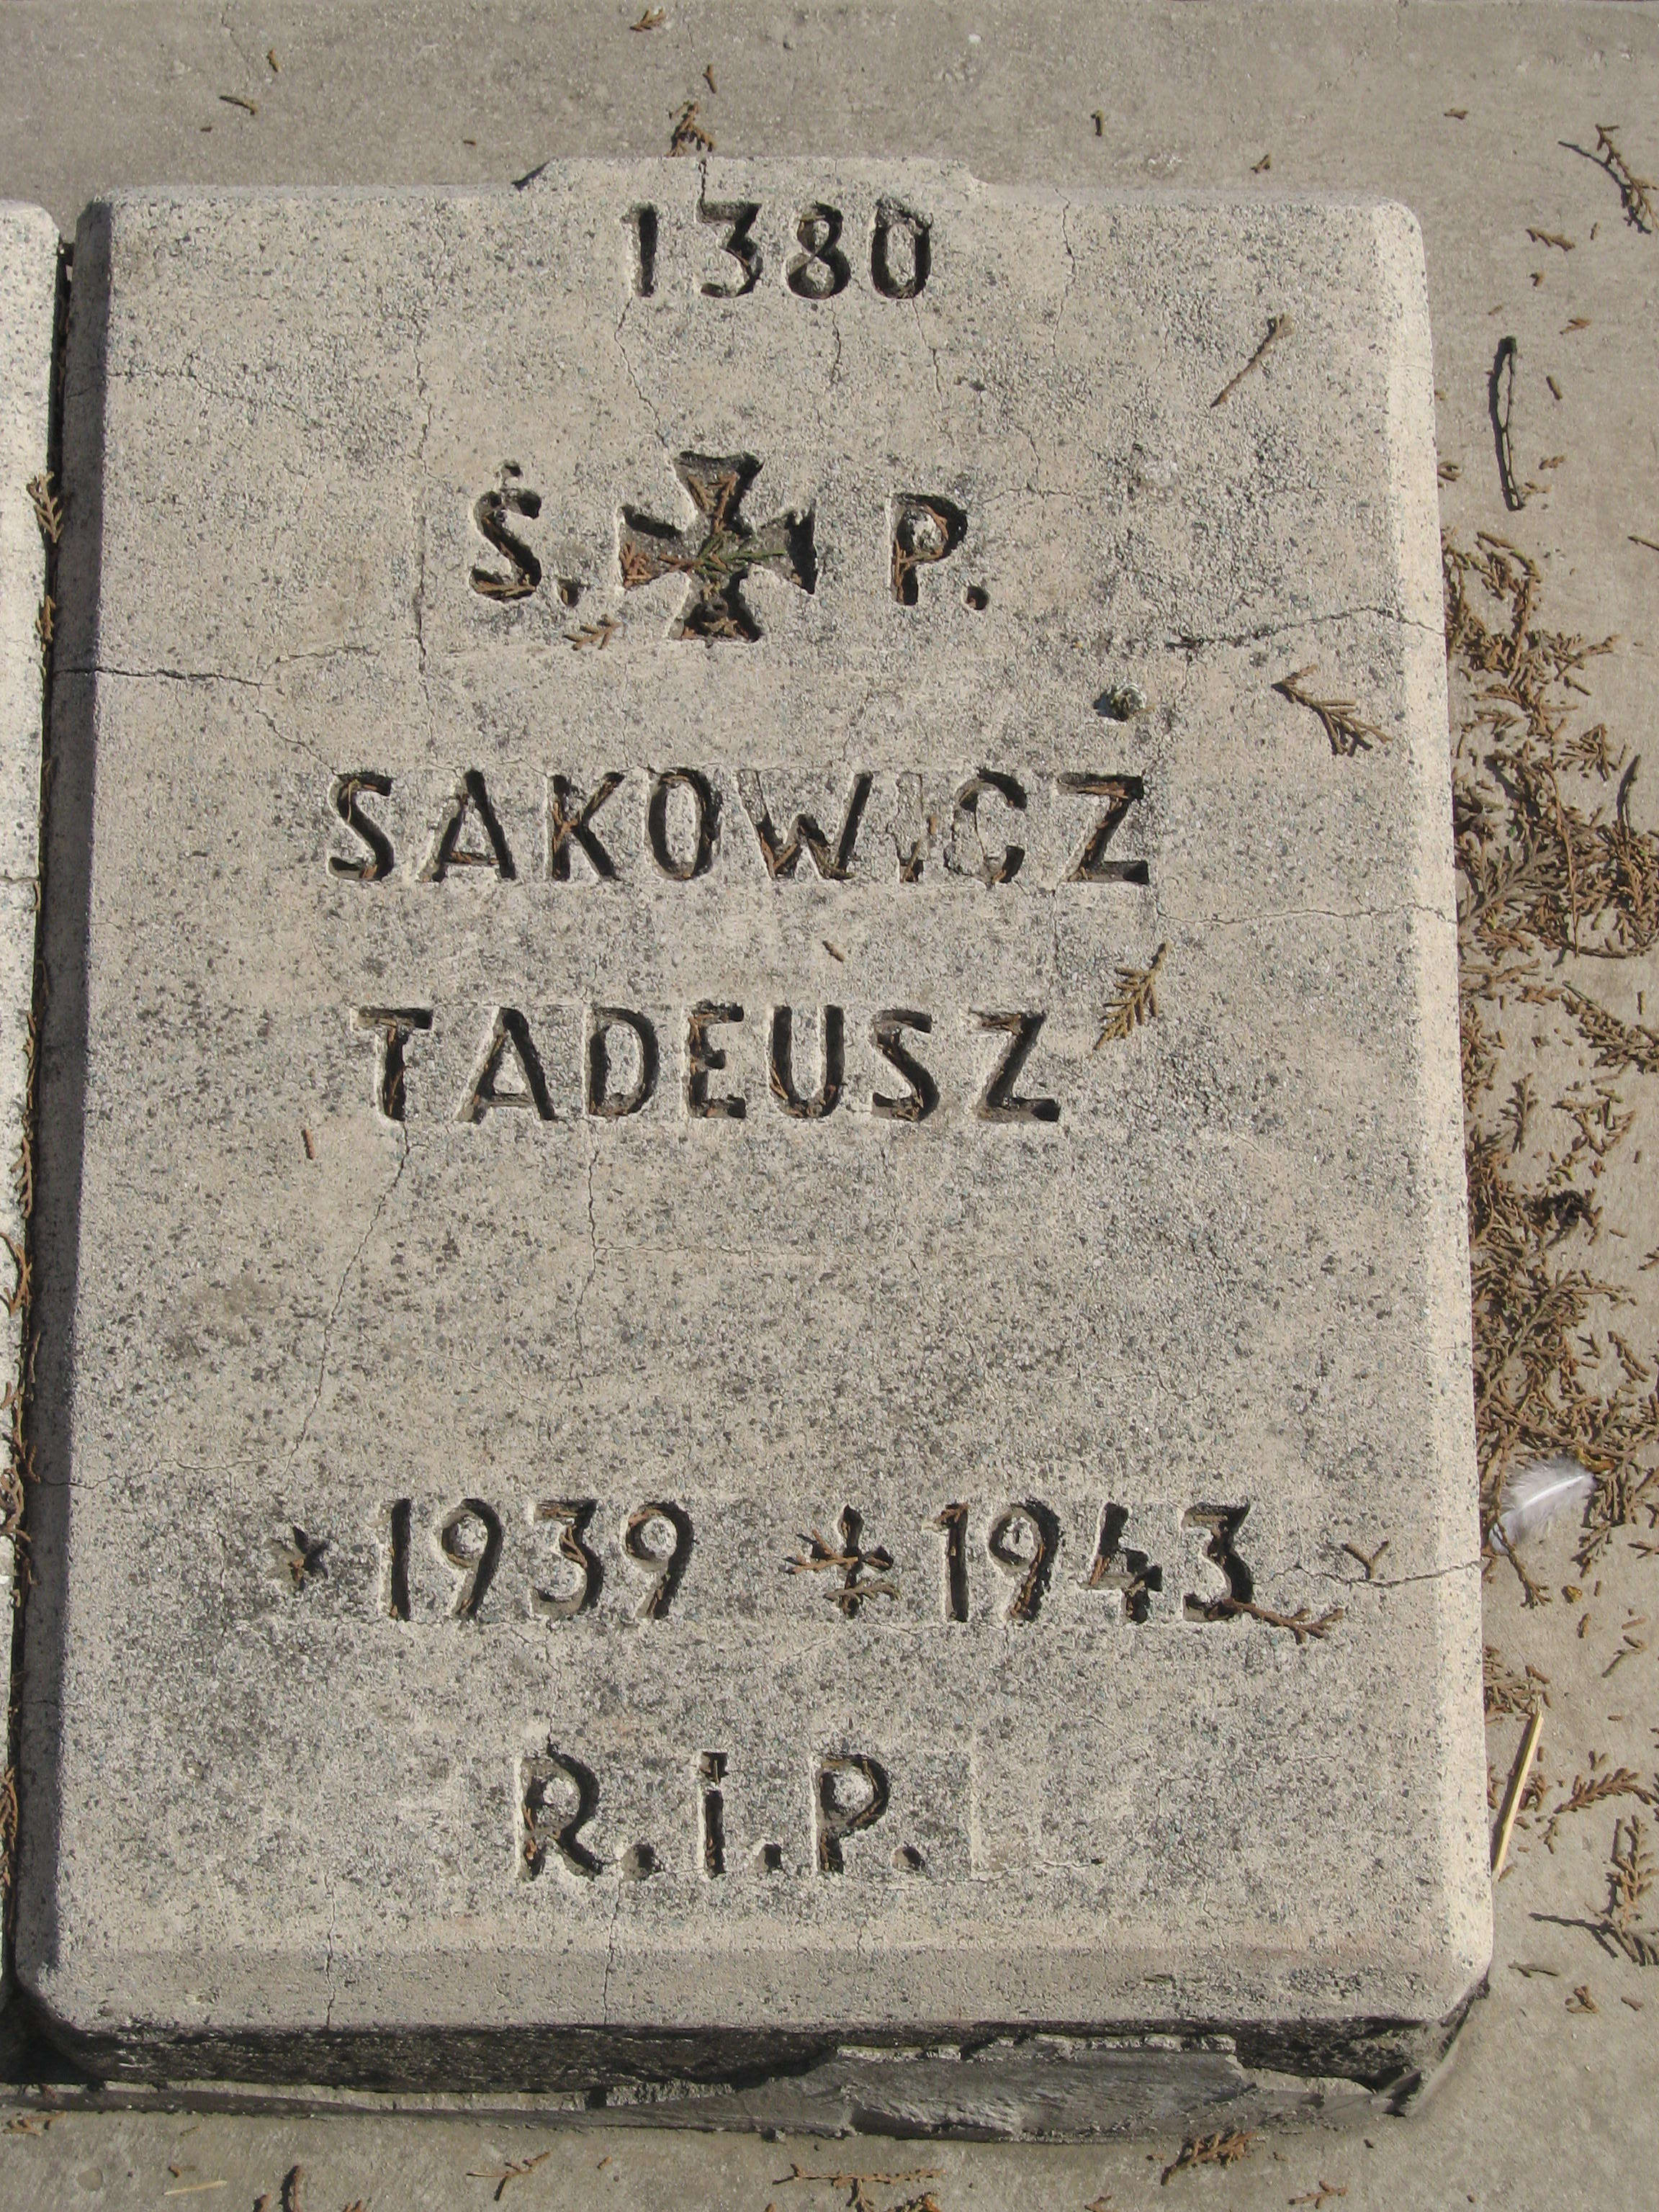 1380
Ś. P.
SAKOWICZ
TADEUSZ
* 1939 + 1943
R.i.P.